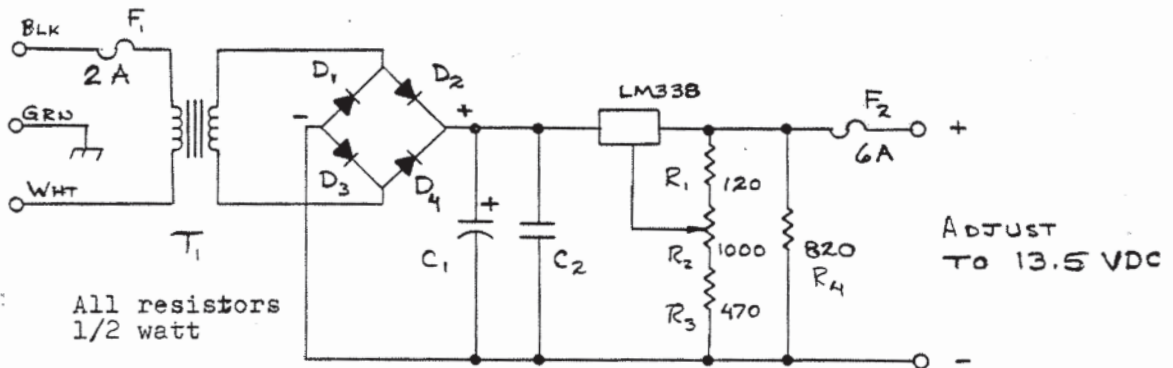 BLK
F1
2 A
GRN
WHT
T1
All resistors
1/2 watt
D1
D2
D3
D4
-
+
+
C1
C2
LM338
R1
120
R2
1000
R3
470
820
R4
F2
6A
+
-
ADJUST
TO 13.5 VDC